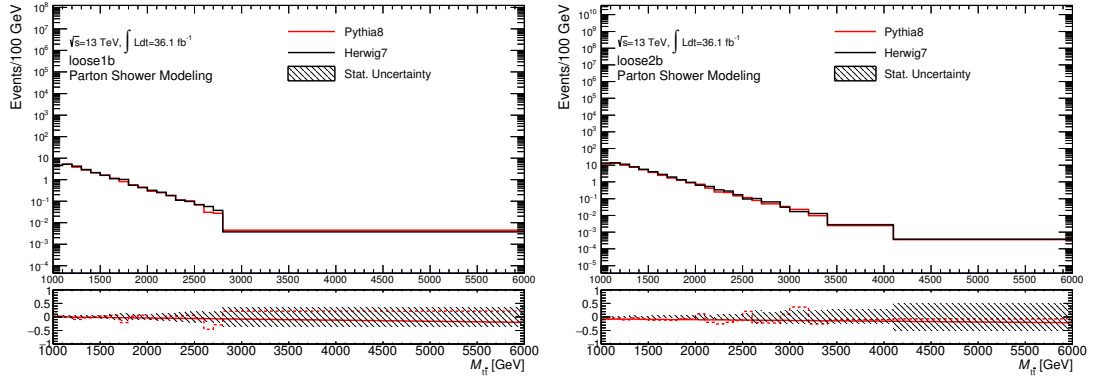 Events/100 GeV
10⁸
10⁷
10⁶
10⁵
10⁴
10³
10²
10
1
10⁻¹
10⁻²
10⁻³
10⁻⁴
√s=13 TeV, ∫ Ldt=36.1 fb⁻¹
loose1b
Parton Shower Modeling
Pythia8
Herwig7
Stat. Uncertainty
1000 1500 2000 2500 3000 3500 4000 4500 5000 5500 6000
1
0.5
0
−0.5
−1
1000 1500 2000 2500 3000 3500 4000 4500 5000 5500 6000
M_tt̄ [GeV]
Events/100 GeV
10¹⁰
10⁹
10⁸
10⁷
10⁶
10⁵
10⁴
10³
10²
10
1
10⁻¹
10⁻²
10⁻³
10⁻⁴
10⁻⁵
√s=13 TeV, ∫ Ldt=36.1 fb⁻¹
loose2b
Parton Shower Modeling
Pythia8
Herwig7
Stat. Uncertainty
1000 1500 2000 2500 3000 3500 4000 4500 5000 5500 6000
1
0.5
0
−0.5
−1
1000 1500 2000 2500 3000 3500 4000 4500 5000 5500 6000
M_tt̄ [GeV]